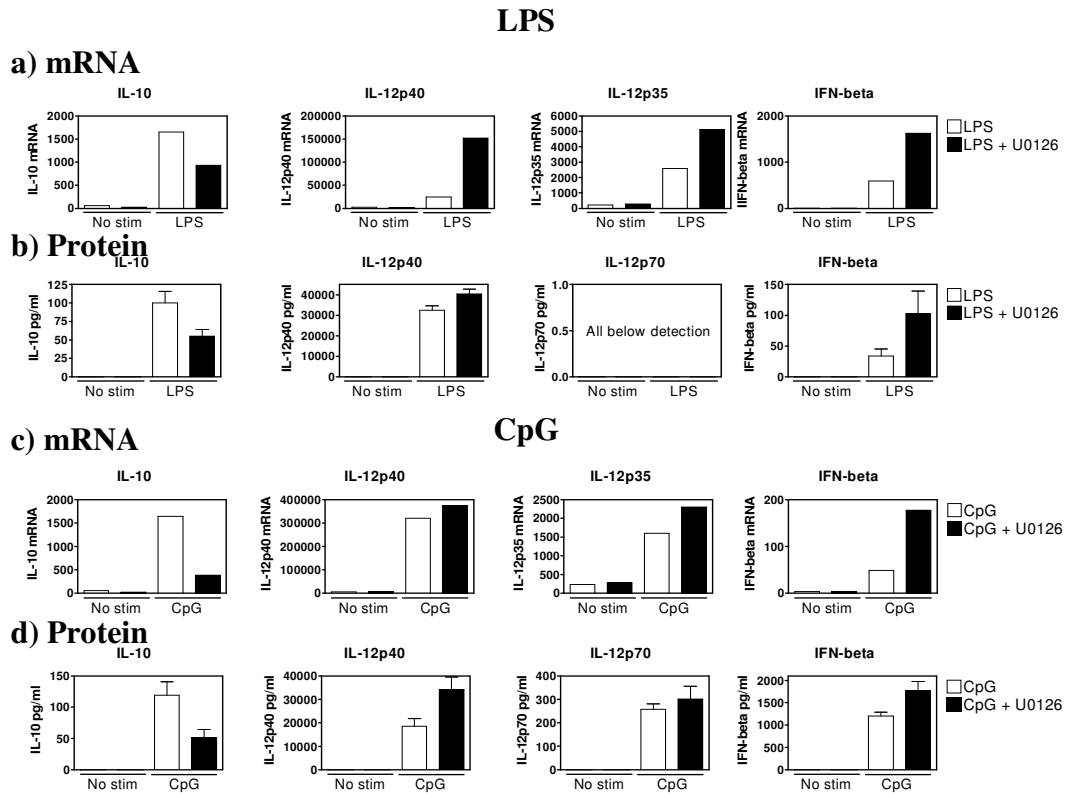 LPS
a) mRNA
IL-10 IL-12p40 IL-12p35 IFN-beta
IL-10 mRNA 2000 1500 1000 500 0 No stim LPS
IL-12p40 mRNA 200000 150000 100000 50000 0 No stim LPS
IL-12p35 mRNA 6000 5000 4000 3000 2000 1000 0 No stim LPS
IIFN-beta mRNA 2000 1000 0 No stim LPS
LPS
LPS + U0126
b) Protein
IL-10 IL-12p40 IL-12p70 IFN-beta
IL-10 pg/ml 125 100 75 50 25 0 No stim LPS
IL-12p40 pg/ml 40000 30000 20000 10000 0 No stim LPS
IL-12p70 pg/ml 1.0 0.5 0.0 All below detection No stim LPS
IFN-beta pg/ml 150 100 50 0 No stim LPS
LPS
LPS + U0126
CpG
c) mRNA
IL-10 IL-12p40 IL-12p35 IFN-beta
IL-10 mRNA 2000 1500 1000 500 0 No stim CpG
IL-12p40 mRNA 400000 300000 200000 100000 0 No stim CpG
IL-12p35 mRNA 2500 2000 1500 1000 500 0 No stim CpG
IFN-beta mRNA 200 100 0 No stim CpG
CpG
CpG + U0126
d) Protein
IL-10 IL-12p40 IL-12p70 IFN-beta
IL-10 pg/ml 150 100 50 0 No stim CpG
IL-12p40 pg/ml 40000 30000 20000 10000 0 No stim CpG
IL-12p70 pg/ml 400 300 200 100 0 No stim CpG
IFN-beta pg/ml 2000 1500 1000 500 0 No stim CpG
CpG
CpG + U0126